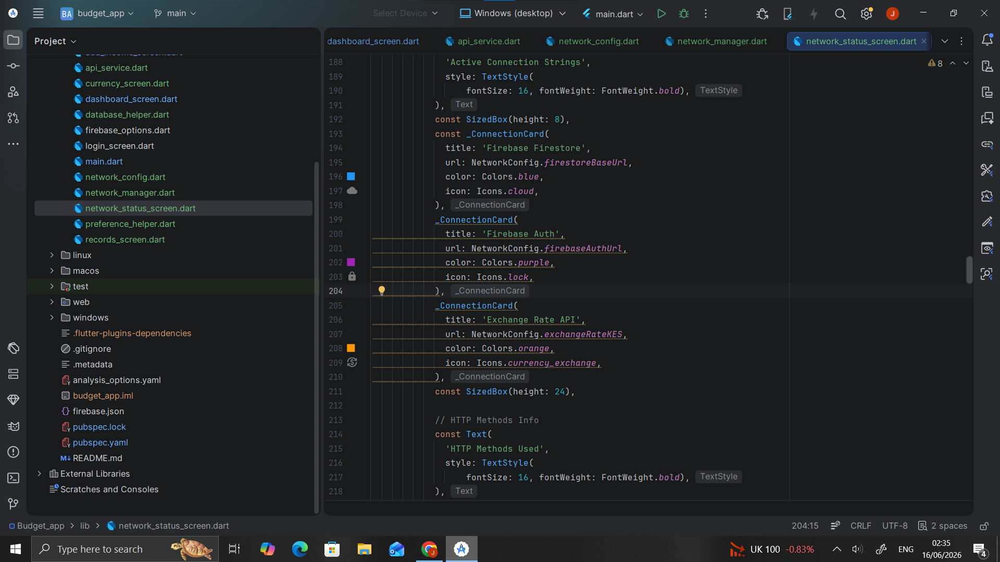 BA budget_app
main
Select Device
Windows (desktop)
main.dart
J
Project
dashboard_screen.dart
api_service.dart
network_config.dart
network_manager.dart
network_status_screen.dart
api_service.dart
currency_screen.dart
dashboard_screen.dart
database_helper.dart
firebase_options.dart
login_screen.dart
main.dart
network_config.dart
network_manager.dart
network_status_screen.dart
preference_helper.dart
records_screen.dart
linux
macos
test
web
windows
.flutter-plugins-dependencies
.gitignore
.metadata
analysis_options.yaml
budget_app.iml
firebase.json
pubspec.lock
pubspec.yaml
M↓ README.md
External Libraries
Scratches and Consoles
8
188 'Active Connection Strings',
189 style: TextStyle(
190 fontSize: 16, fontWeight: FontWeight.bold), TextStyle
191 ), Text
192 const SizedBox(height: 8),
193 const _ConnectionCard(
194 title: 'Firebase Firestore',
195 url: NetworkConfig.firestoreBaseUrl,
196 color: Colors.blue,
197 icon: Icons.cloud,
198 ), _ConnectionCard
199 _ConnectionCard(
200 title: 'Firebase Auth',
201 url: NetworkConfig.firebaseAuthUrl,
202 color: Colors.purple,
203 icon: Icons.lock,
204 ), _ConnectionCard
205 _ConnectionCard(
206 title: 'Exchange Rate API',
207 url: NetworkConfig.exchangeRateKES,
208 color: Colors.orange,
209 icon: Icons.currency_exchange,
210 ), _ConnectionCard
211 const SizedBox(height: 24),
212
213 // HTTP Methods Info
214 const Text(
215 'HTTP Methods Used',
216 style: TextStyle(
217 fontSize: 16, fontWeight: FontWeight.bold), TextStyle
218 ), Text
Budget_app > lib > network_status_screen.dart
204:15
CRLF
UTF-8
2 spaces
Type here to search
UK 100 -0.83%
ENG
02:35
16/06/2026
4